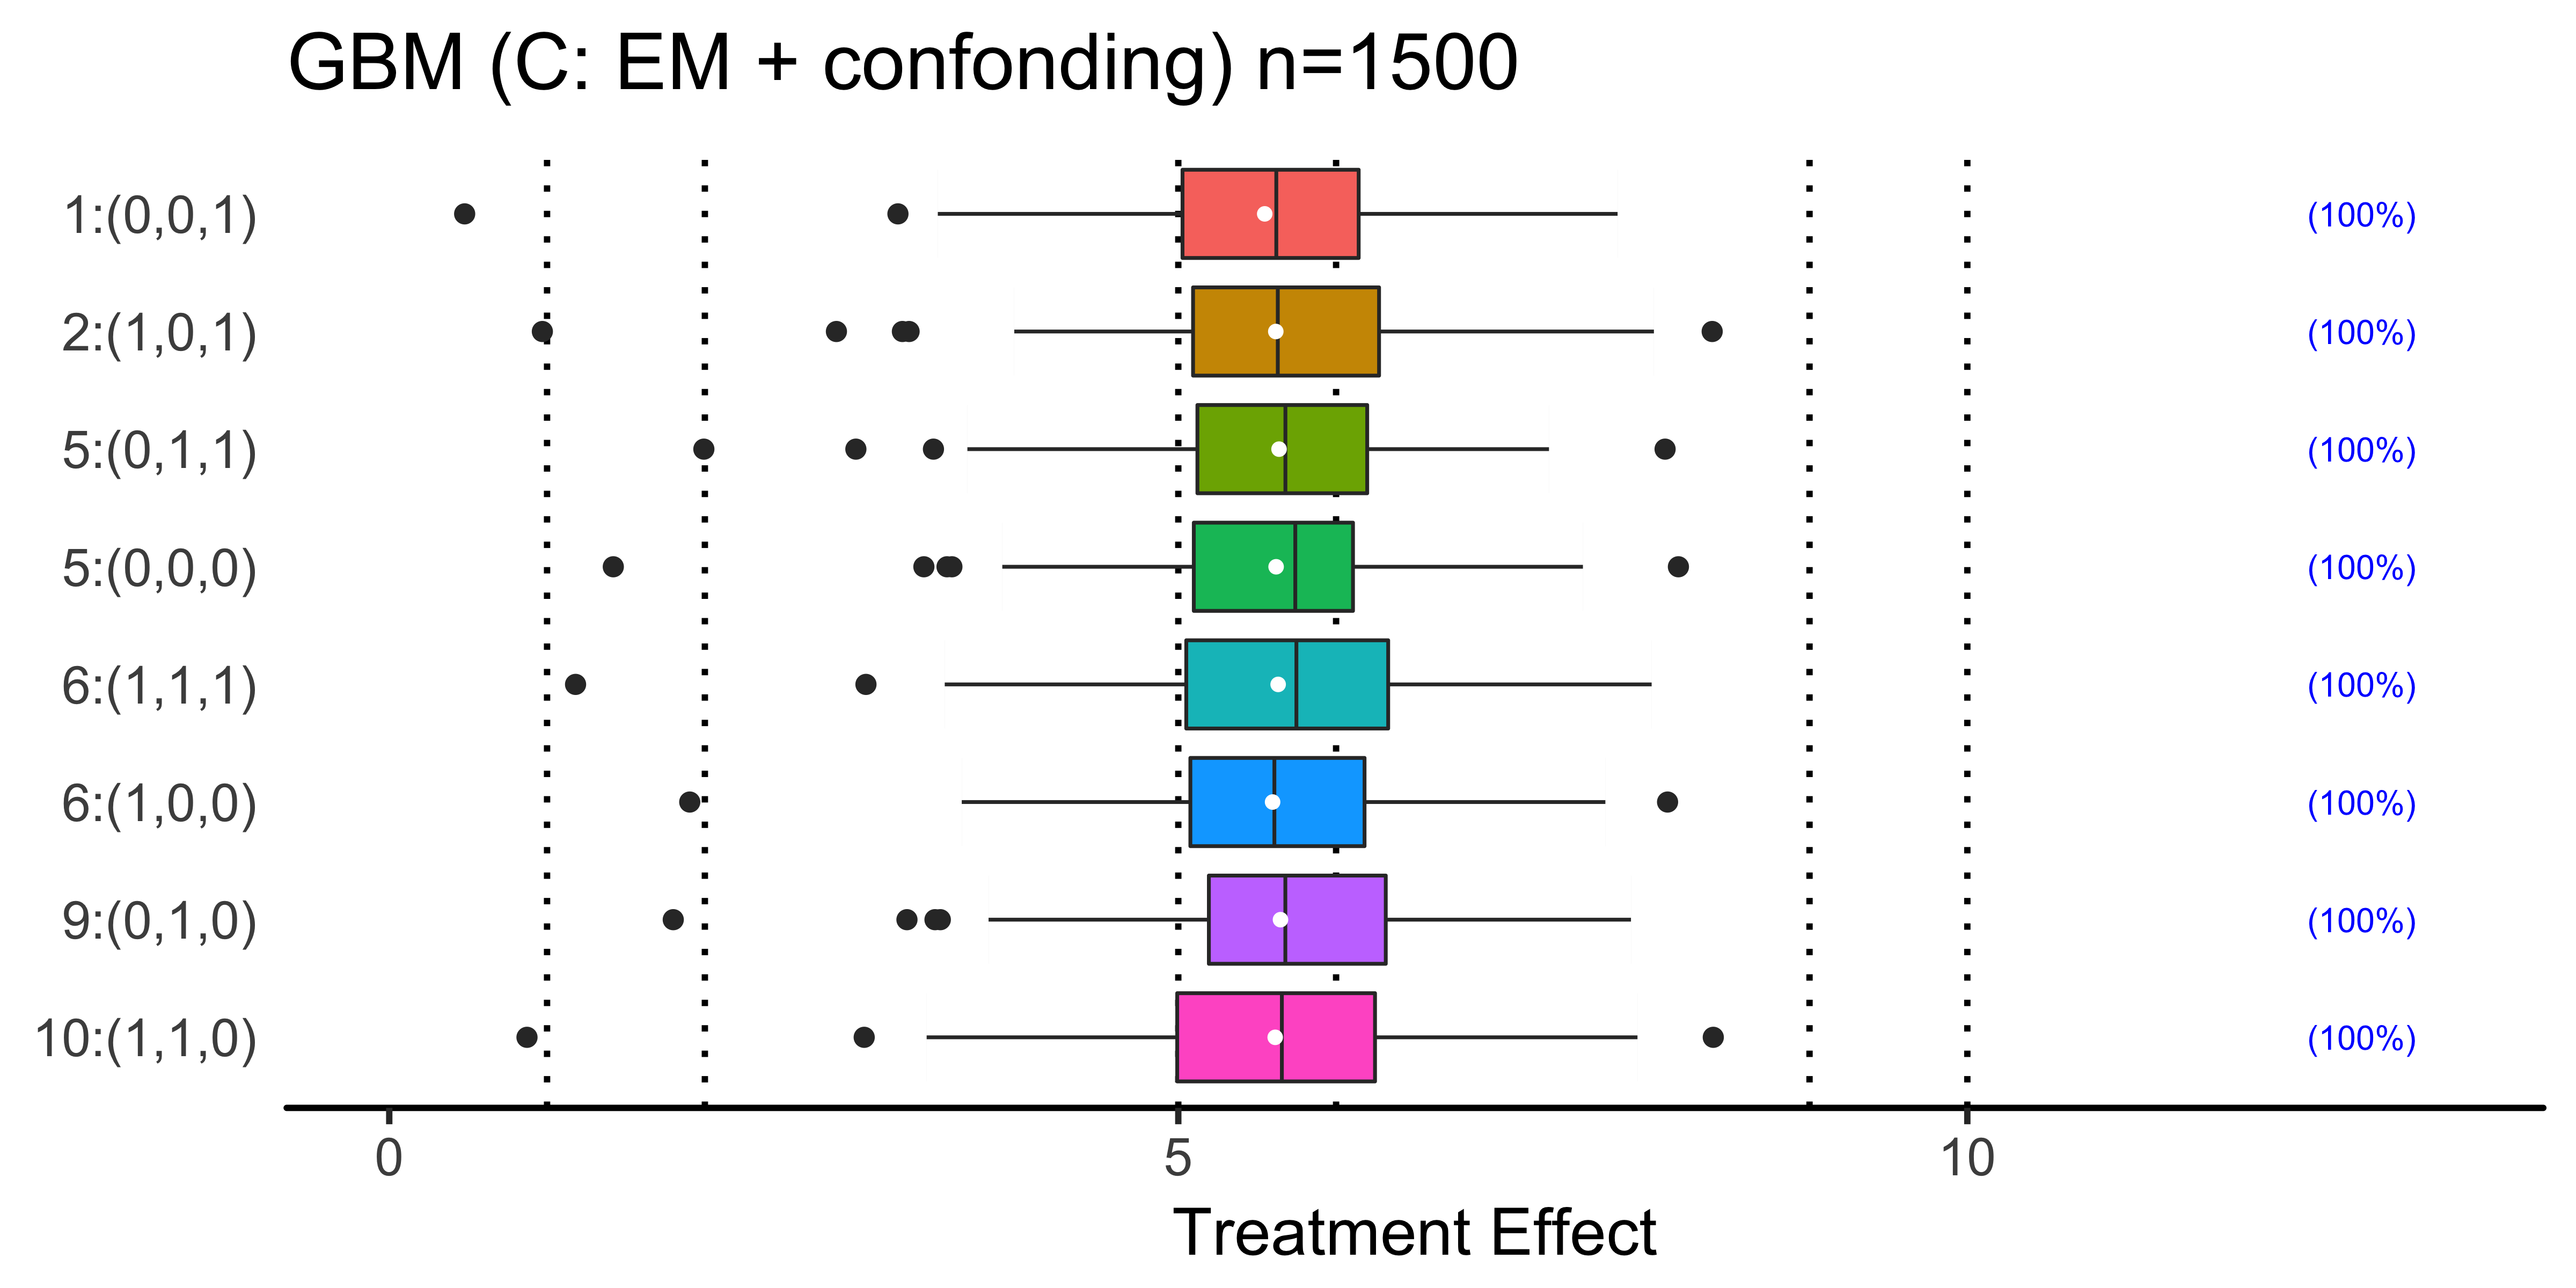 GBM (C: EM + confonding) n=1500
1:(0,0,1) (100%)
2:(1,0,1) (100%)
5:(0,1,1) (100%)
5:(0,0,0) (100%)
6:(1,1,1) (100%)
6:(1,0,0) (100%)
9:(0,1,0) (100%)
10:(1,1,0) (100%)
0 5 10
Treatment Effect